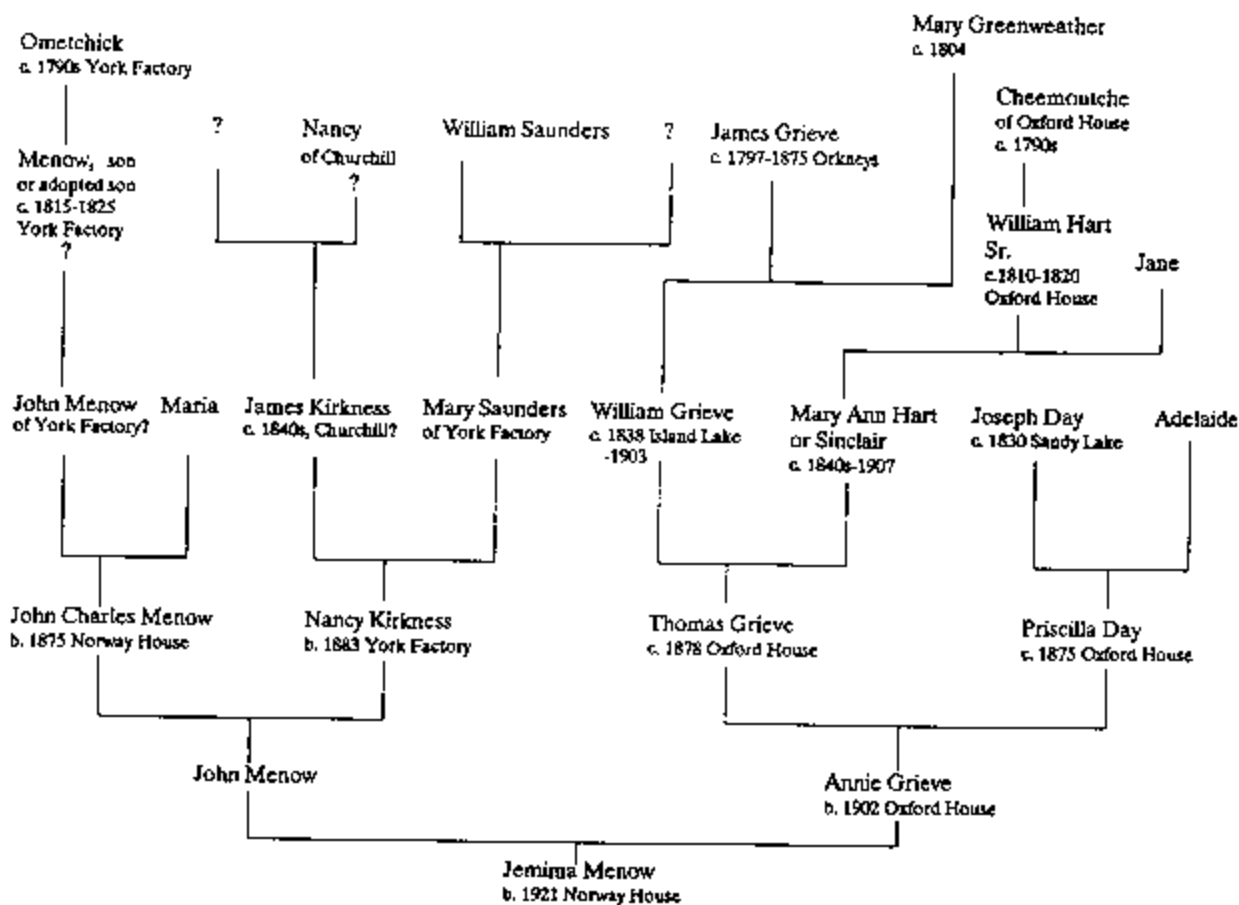 Mary Greenweather
c. 1804
Ometchick
c. 1790s York Factory
Cheemoutche
of Oxford House
c. 1790s
?
Nancy
of Churchill
?
William Saunders
?
James Grieve
c. 1797-1875 Orkneys
Menow, son
or adopted son
c. 1815-1825
York Factory
?
William Hart
Sr.
c.1810-1820
Oxford House
Jane
John Menow
of York Factory?
Maria
James Kirkness
c. 1840s, Churchill?
Mary Saunders
of York Factory
William Grieve
c. 1838 Island Lake
-1903
Mary Ann Hart
or Sinclair
c. 1840s-1907
Joseph Day
c. 1830 Sandy Lake
Adelaide
John Charles Menow
b. 1875 Norway House
Nancy Kirkness
b. 1883 York Factory
Thomas Grieve
c. 1878 Oxford House
Priscilla Day
c. 1875 Oxford House
John Menow
Annie Grieve
b. 1902 Oxford House
Jemima Menow
b. 1921 Norway House